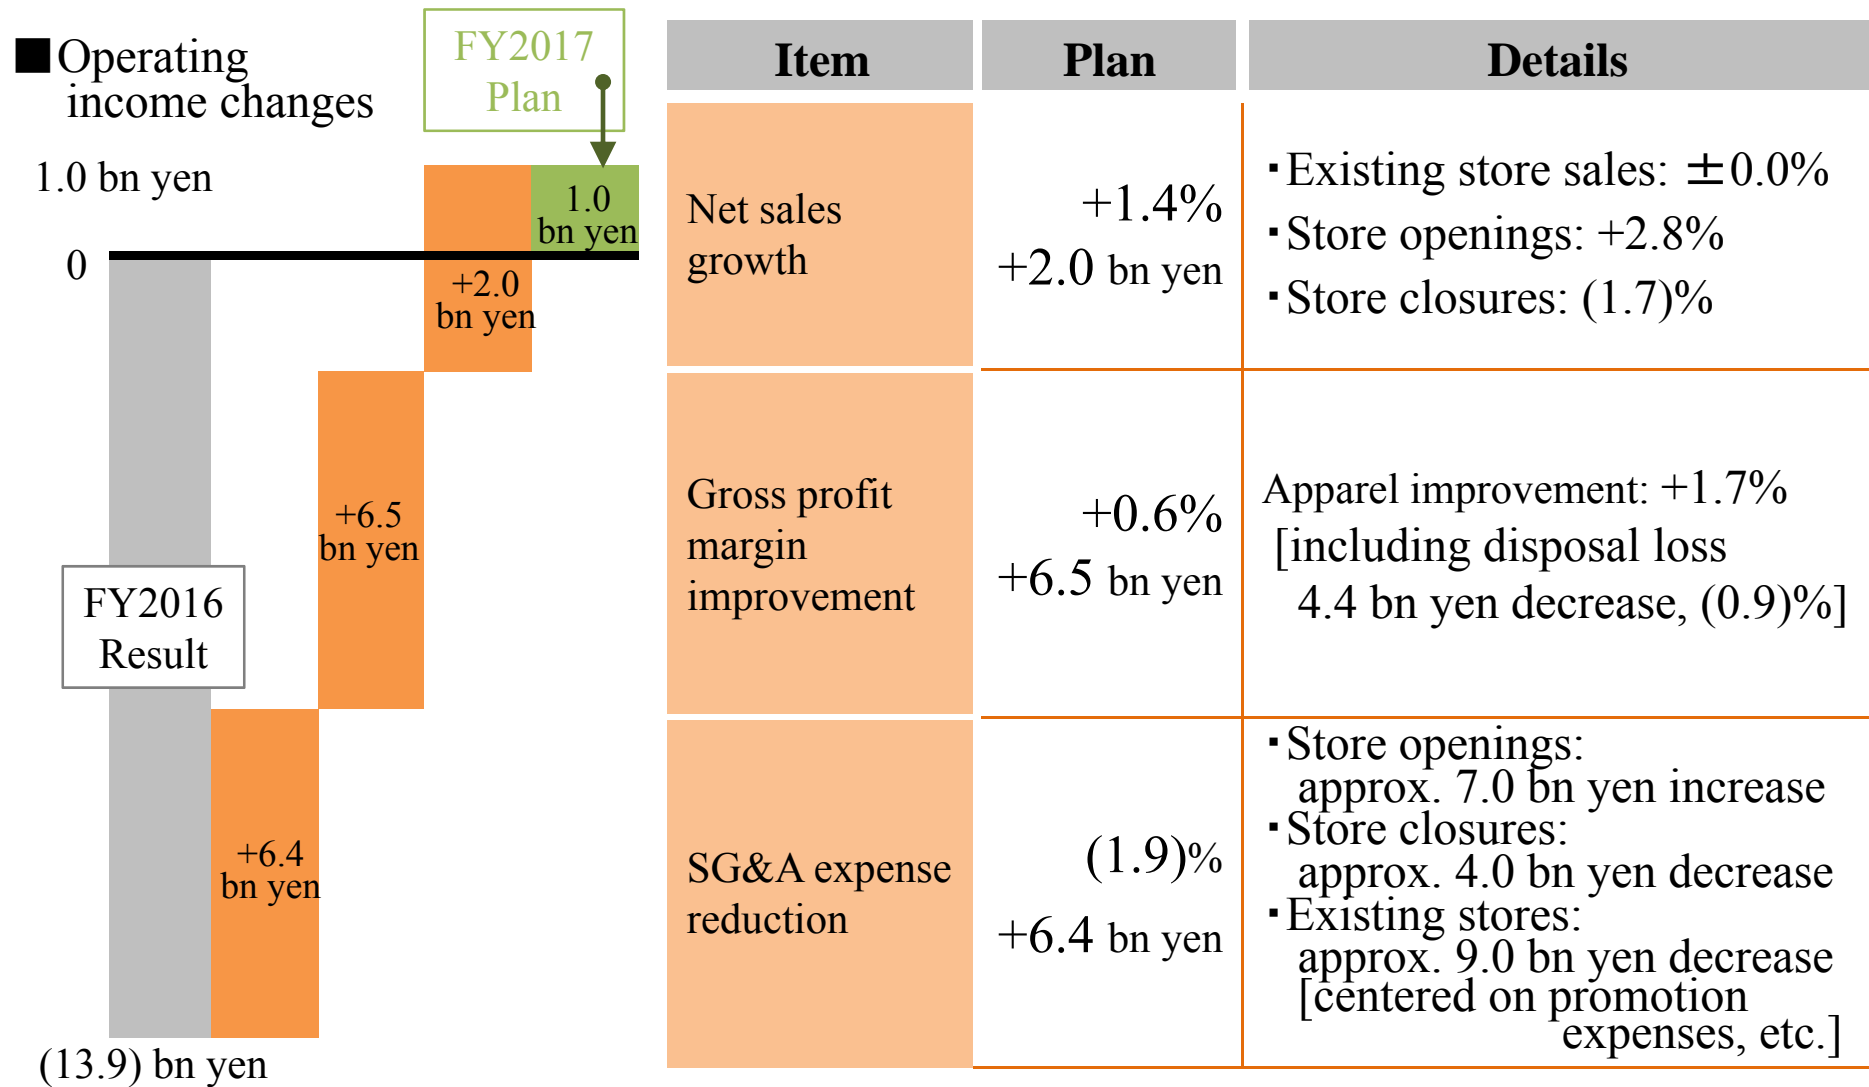 ■Operating
income changes
FY2017
Plan
1.0 bn yen
1.0
bn yen
0
+2.0
bn yen
+6.5
bn yen
FY2016
Result
+6.4
bn yen
(13.9) bn yen
Item Plan Details
Net sales
growth
+1.4%
+2.0 bn yen
・Existing store sales: ±0.0%
・Store openings: +2.8%
・Store closures: (1.7)%
Gross profit
margin
improvement
+0.6%
+6.5 bn yen
Apparel improvement: +1.7%
[including disposal loss
4.4 bn yen decrease, (0.9)%]
SG&A expense
reduction
(1.9)%
+6.4 bn yen
・Store openings:
approx. 7.0 bn yen increase
・Store closures:
approx. 4.0 bn yen decrease
・Existing stores:
approx. 9.0 bn yen decrease
[centered on promotion
expenses, etc.]